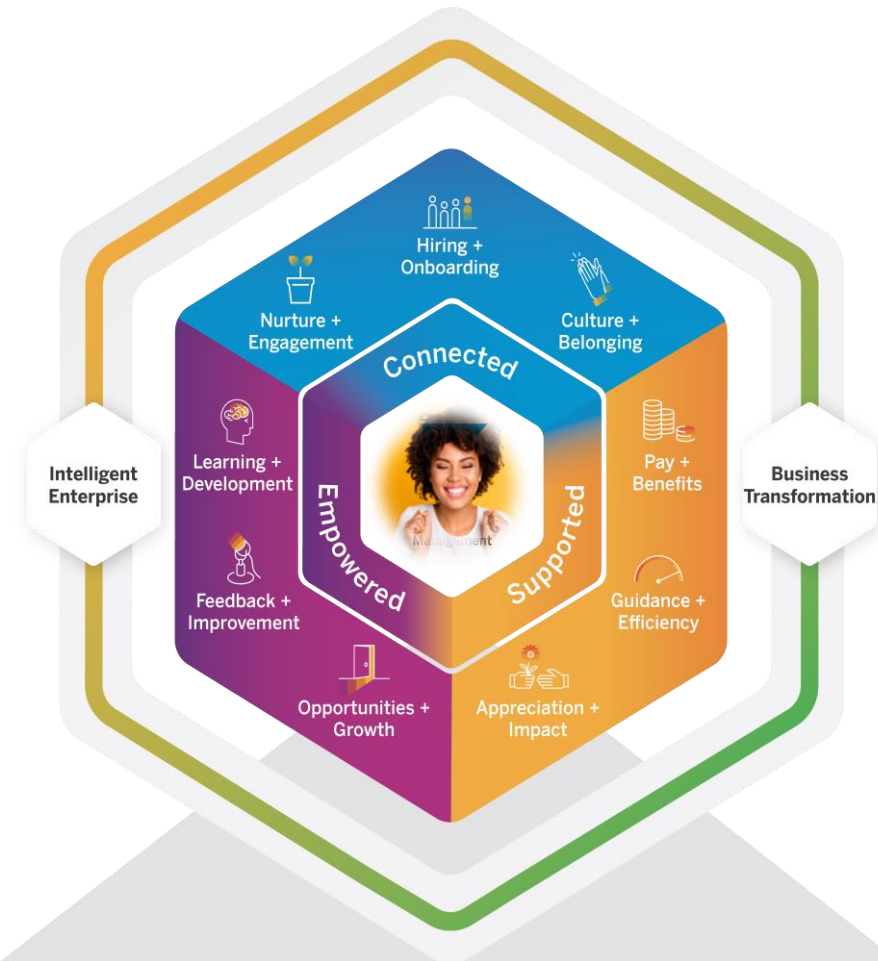 Hiring +
Onboarding
Nurture +
Engagement
Culture +
Belonging
Connected
Learning +
Development
Pay +
Benefits
Intelligent
Enterprise
Business
Transformation
Empowered
Supported
Management
Feedback +
Improvement
Guidance +
Efficiency
Opportunities +
Growth
Appreciation +
Impact